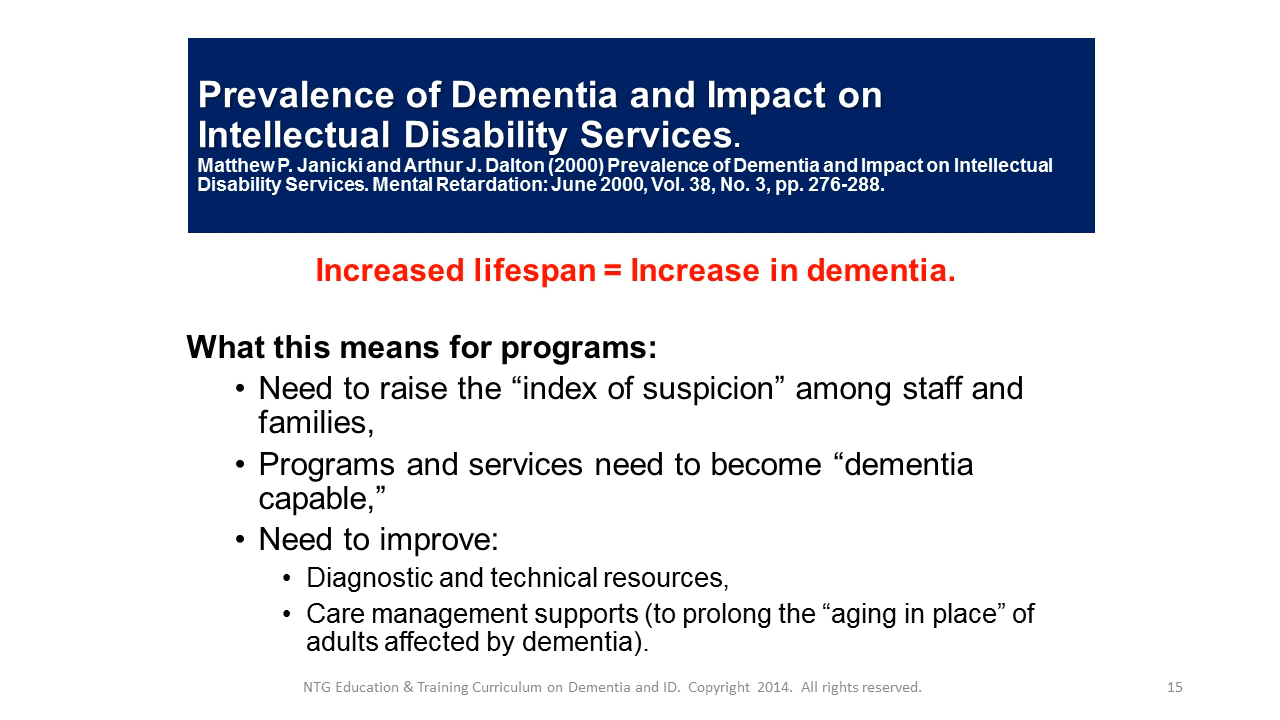 Prevalence of Dementia and Impact on
Intellectual Disability Services.
Matthew P. Janicki and Arthur J. Dalton (2000) Prevalence of Dementia and Impact on Intellectual
Disability Services. Mental Retardation: June 2000, Vol. 38, No. 3, pp. 276-288.
Increased lifespan = Increase in dementia.
What this means for programs:
• Need to raise the “index of suspicion” among staff and
families,
• Programs and services need to become “dementia
capable,”
• Need to improve:
• Diagnostic and technical resources,
• Care management supports (to prolong the “aging in place” of
adults affected by dementia).
NTG Education & Training Curriculum on Dementia and ID. Copyright 2014. All rights reserved.
15